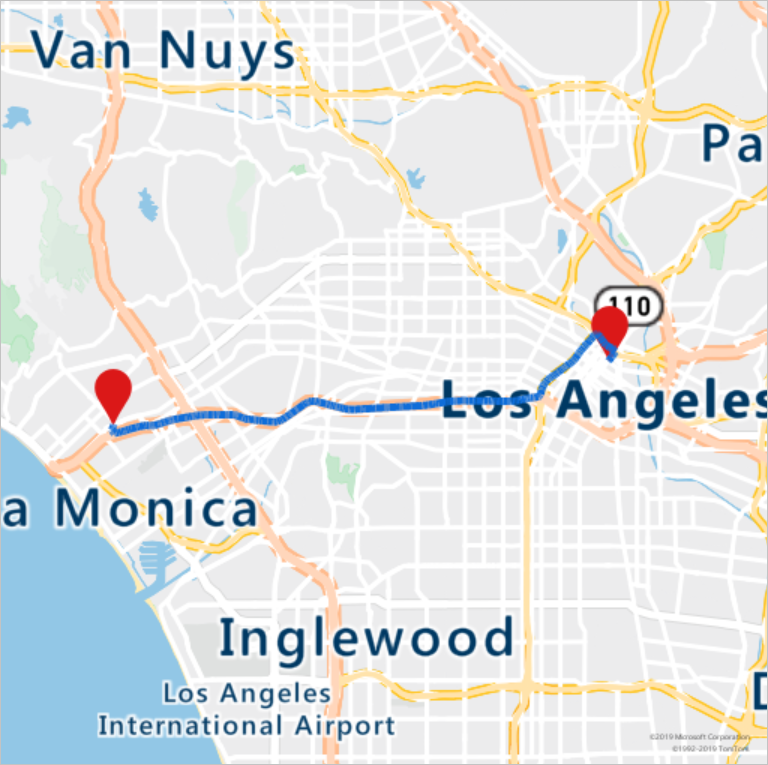 Van Nuys
Pa
110
Los Angeles
a Monica
Inglewood
Los Angeles
International Airport
D
©2019 Microsoft Corporation
©1992-2019 TomTom